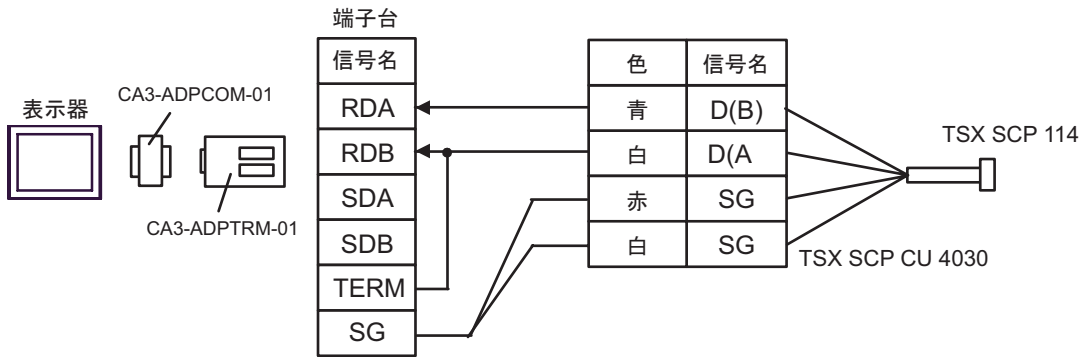 端子台
信号名
RDA
RDB
SDA
SDB
TERM
SG
表示器
CA3-ADPCOM-01
CA3-ADPTRM-01
色 信号名
青 D(B)
白 D(A
赤 SG
白 SG
TSX SCP 114
TSX SCP CU 4030